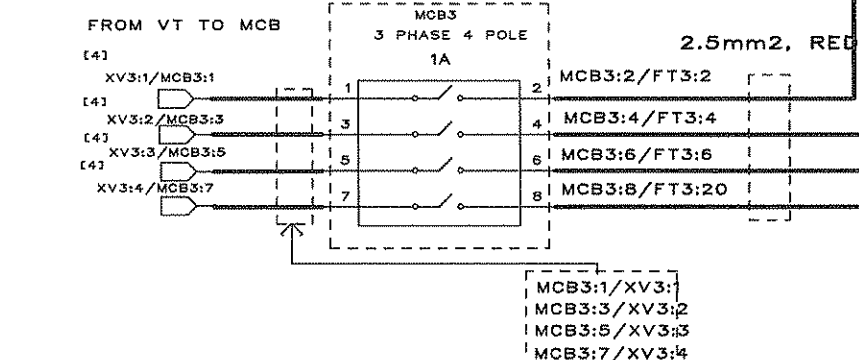 MCB3
FROM VT TO MCB
3 PHASE 4 POLE
2.5mm2, RED
1A
[4]
XV3:1/MCB3:1
1
2
MCB3:2/FT3:2
[4]
XV3:2/MCB3:3
3
4
MCB3:4/FT3:4
[4]
XV3:3/MCB3:5
5
6
MCB3:6/FT3:6
[4]
XV3:4/MCB3:7
7
8
MCB3:8/FT3:20
MCB3:1/XV3:1
MCB3:3/XV3:2
MCB3:5/XV3:3
MCB3:7/XV3:4